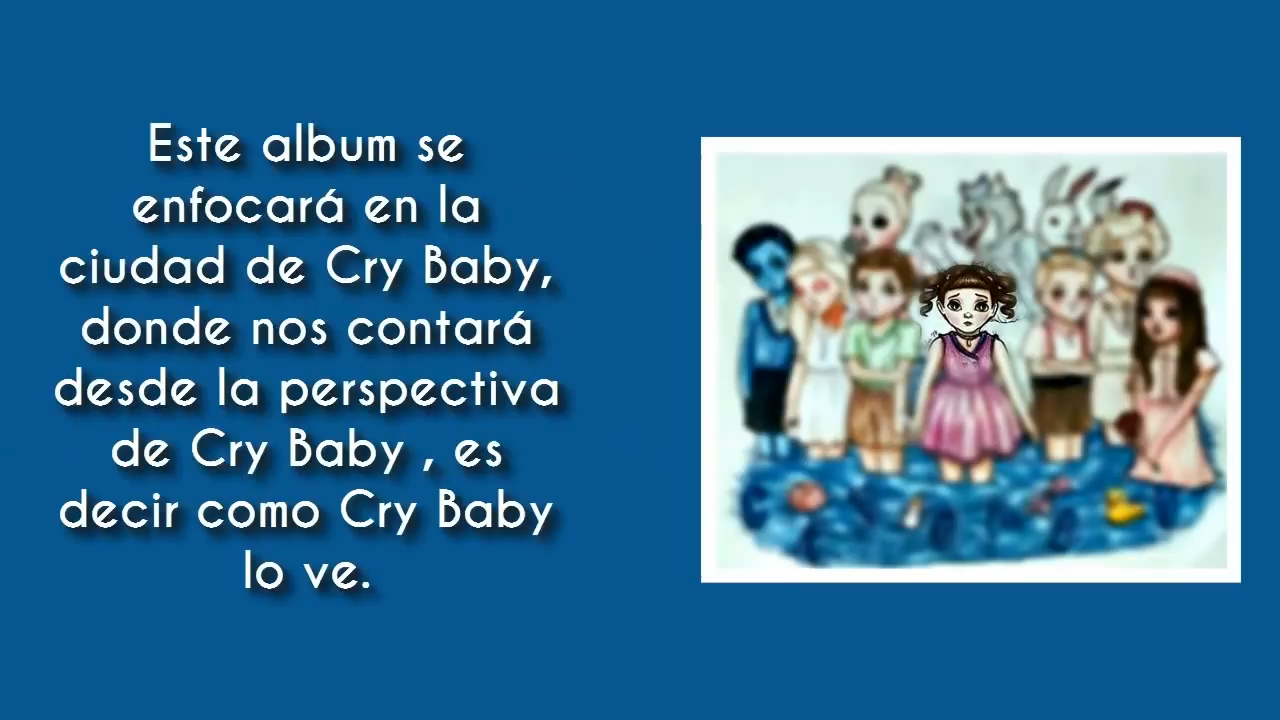 Este album se
enfocará en la
ciudad de Cry Baby,
donde nos contará
desde la perspectiva
de Cry Baby , es
decir como Cry Baby
lo ve.